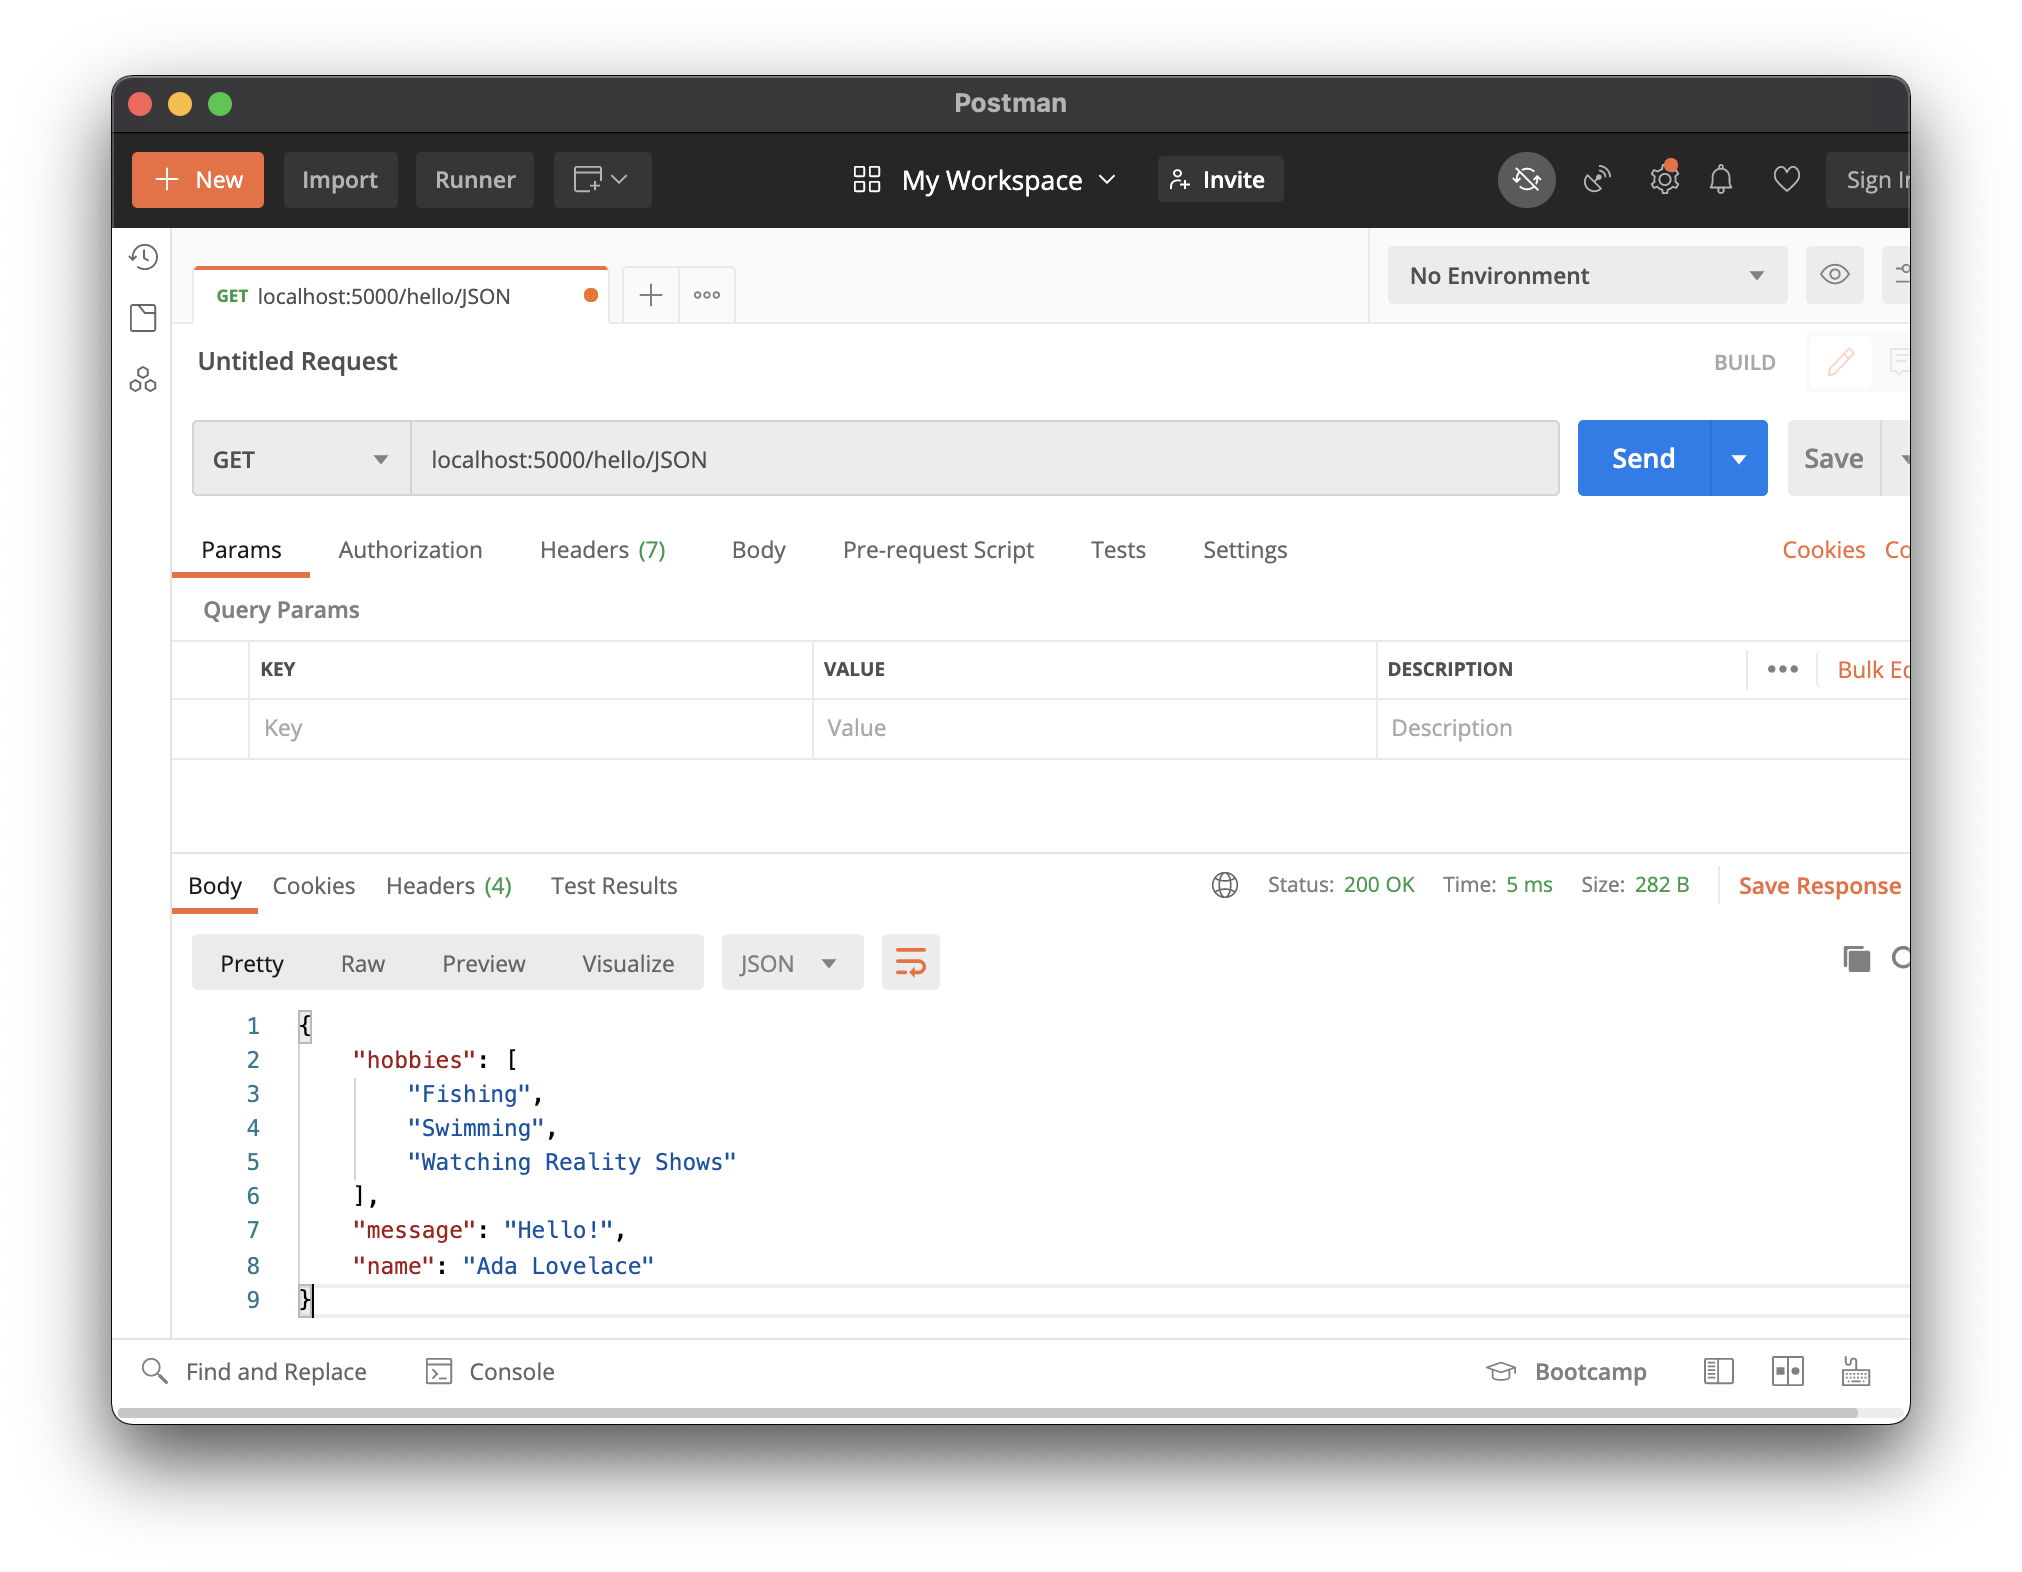 Postman
New Import Runner My Workspace Invite Sign I
GET localhost:5000/hello/JSON No Environment
Untitled Request BUILD
GET localhost:5000/hello/JSON Send Save
Params Authorization Headers (7) Body Pre-request Script Tests Settings Cookies Co
Query Params
KEY VALUE DESCRIPTION Bulk Ed
Key Value Description
Body Cookies Headers (4) Test Results Status: 200 OK Time: 5 ms Size: 282 B Save Response
Pretty Raw Preview Visualize JSON
1 {
2 "hobbies": [
3 "Fishing",
4 "Swimming",
5 "Watching Reality Shows"
6 ],
7 "message": "Hello!",
8 "name": "Ada Lovelace"
9 }
Find and Replace Console Bootcamp